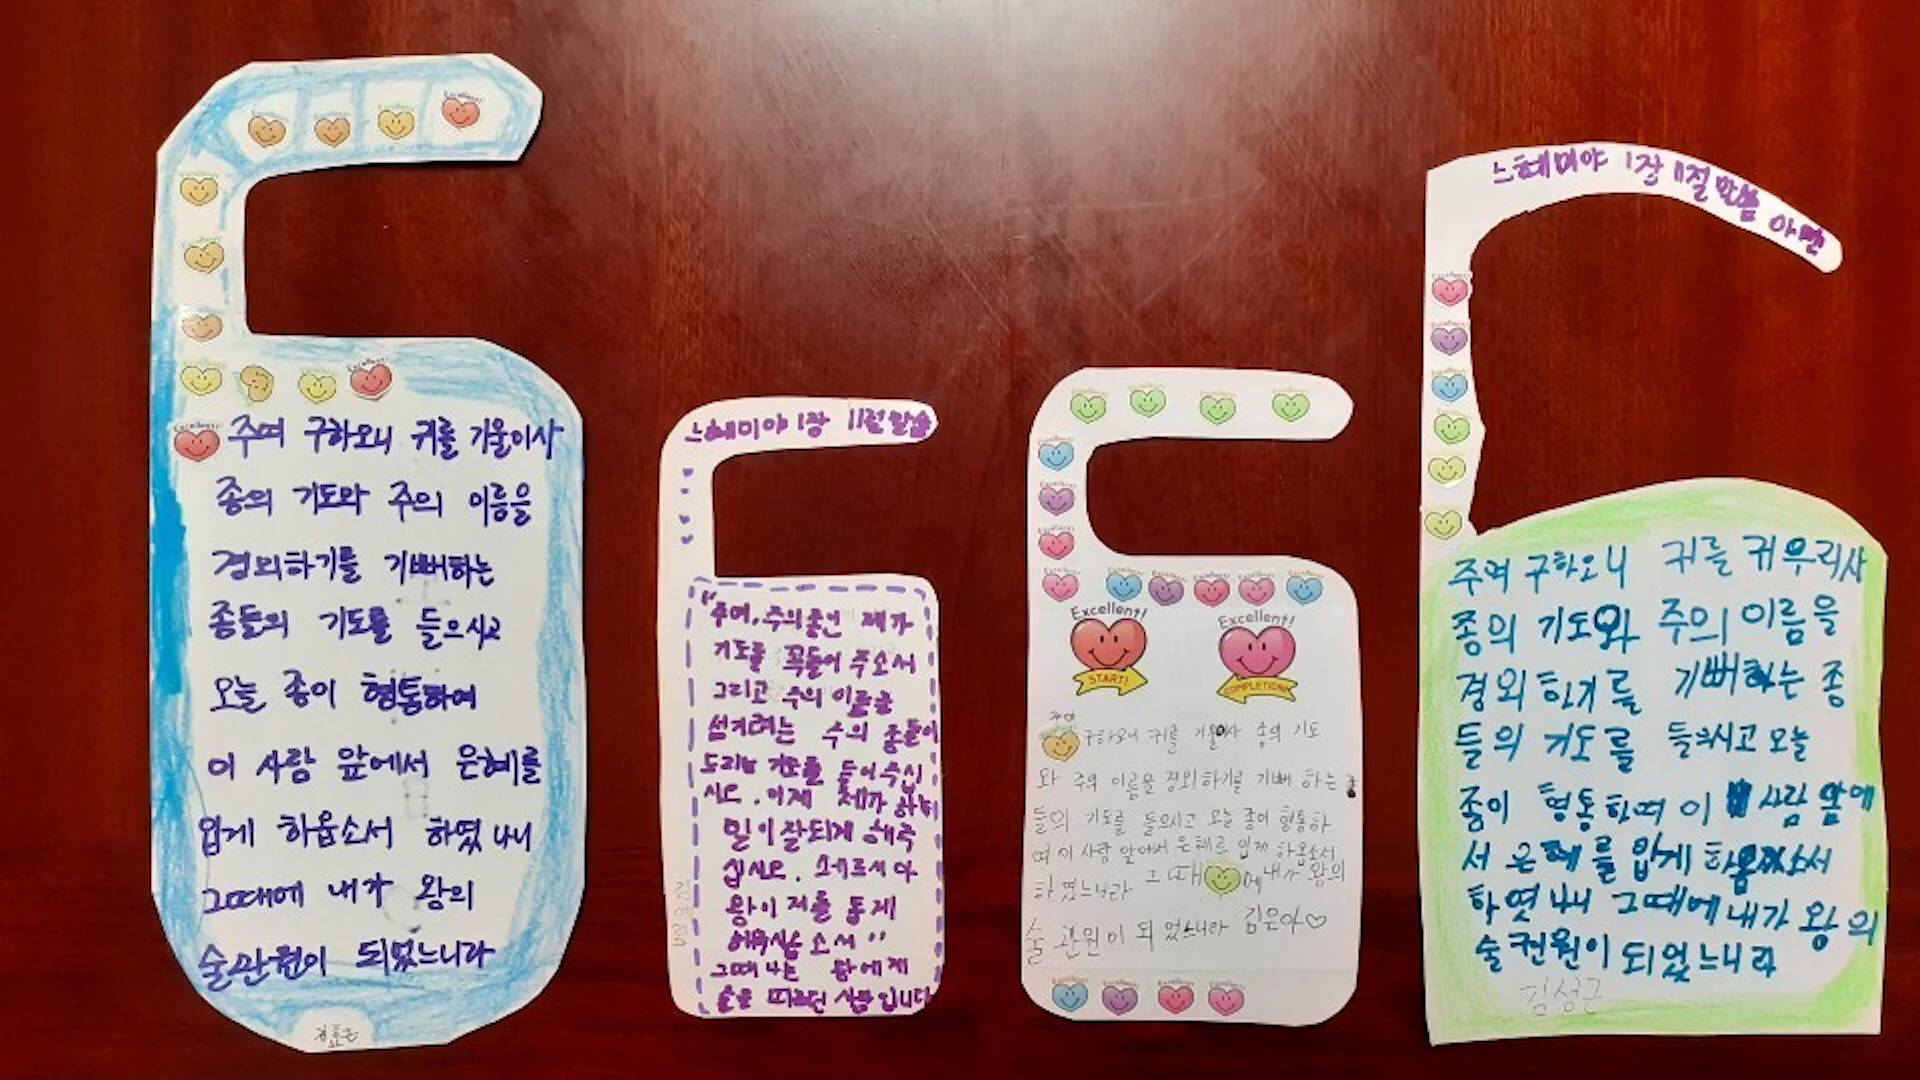 주여 구하오니 귀를 기울이사
종의 기도와 주의 이름을
경외하기를 기뻐하는
종들의 기도를 들으시고
오늘 종이 형통하여
이 사람 앞에서 은혜를
입게 하옵소서 하였나니
그때에 내가 왕의
술관원이 되었느니라
느헤미야 1장 11절 말씀
"주여, 주의 종인 제가
기도를 꼭들어 주소서
그리고 주의 이름을
섬기려는 주의 종들이
드리는 기도를 들어주십
시오. 이제 제가 하는
일이 잘되게 해주
십시오.
왕이 저를 돕게
해주십소서"
그때 나는 왕에게
술을 따르던 사람입니다
Excellent! Excellent!
START! COMPLETION!
주여
구하오니 귀를 기울이사 종의 기도
와 주의 이름을 경외하기를 기뻐 하는 종
들의 기도를 들으시고 오늘 종이 형통하
여 이 사람 앞에서 은혜를 입게 하옵소서
하였느니라 그때에 내가 왕의
술 관원이 되었느니라 김은아♡
느헤미야 1장 11절 말씀 아멘
주여 구하오니 귀를 귀우리사
종의 기도와 주의 이름을
경외하기를 기뻐하는 종
들의 기도를 들으시고 오늘
종이 형통하여 이 사람 앞에
서 은혜를 입게 하옵소서
하엿나니 그때에 내가 왕의
술권원이 되었느니라
김성근